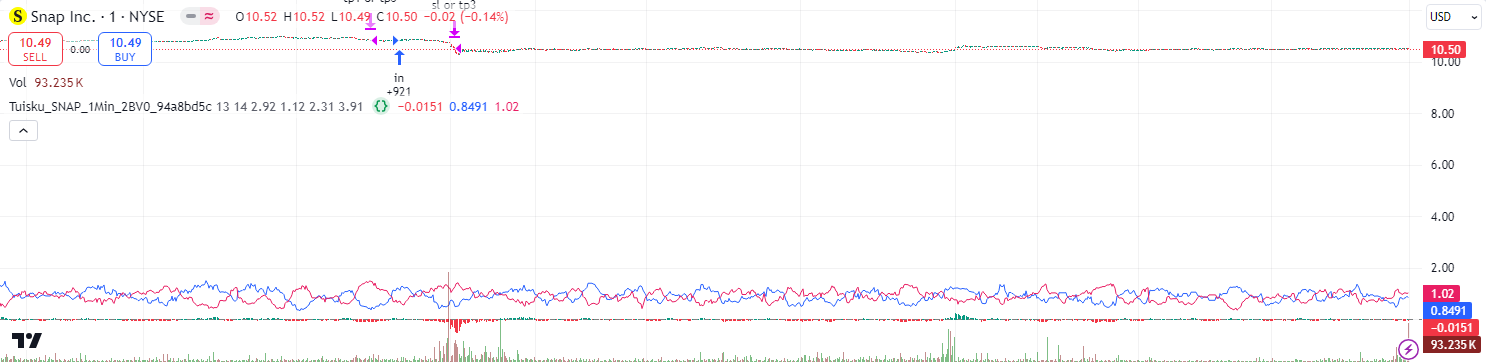 Snap Inc. · 1 · NYSE
O10.52 H10.52 L10.49 C10.50 −0.02 (−0.14%)
sl or tp3
USD
10.49
SELL
0.00
10.49
BUY
10.50
10.00
Vol 93.235 K
in
+921
Tuisku_SNAP_1Min_2BV0_94a8bd5c 13 14 2.92 1.12 2.31 3.91 {} −0.0151 0.8491 1.02
8.00
6.00
4.00
2.00
1.02
0.8491
−0.0151
93.235 K